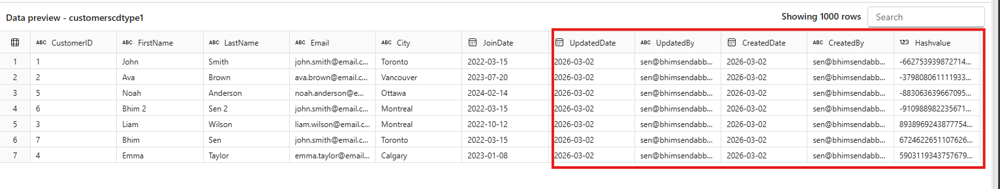 Data preview - customerscdtype1 Showing 1000 rows Search
ABC CustomerID ABC FirstName ABC LastName ABC Email ABC City JoinDate UpdatedDate ABC UpdatedBy CreatedDate ABC CreatedBy 123 Hashvalue
1 1 John Smith john.smith@email.c... Toronto 2022-03-15 2026-03-02 sen@bhimsendabb... 2026-03-02 sen@bhimsendabb... -662753939872714...
2 2 Ava Brown ava.brown@email.c... Vancouver 2023-07-20 2026-03-02 sen@bhimsendabb... 2026-03-02 sen@bhimsendabb... -379808061111933...
3 5 Noah Anderson noah.anderson@e... Ottawa 2024-02-14 2026-03-02 sen@bhimsendabb... 2026-03-02 sen@bhimsendabb... -883063639667095...
4 6 Bhim 2 Sen 2 john.smith@email.c... Montreal 2022-03-15 2026-03-02 sen@bhimsendabb... 2026-03-02 sen@bhimsendabb... -910988982235671...
5 3 Liam Wilson liam.wilson@email.c... Montreal 2022-10-12 2026-03-02 sen@bhimsendabb... 2026-03-02 sen@bhimsendabb... 8938969243877754...
6 7 Bhim Sen john.smith@email.c... Toronto 2022-03-15 2026-03-02 sen@bhimsendabb... 2026-03-02 sen@bhimsendabb... 6724622651107626...
7 4 Emma Taylor emma.taylor@email... Calgary 2023-01-08 2026-03-02 sen@bhimsendabb... 2026-03-02 sen@bhimsendabb... 5903119343757679...